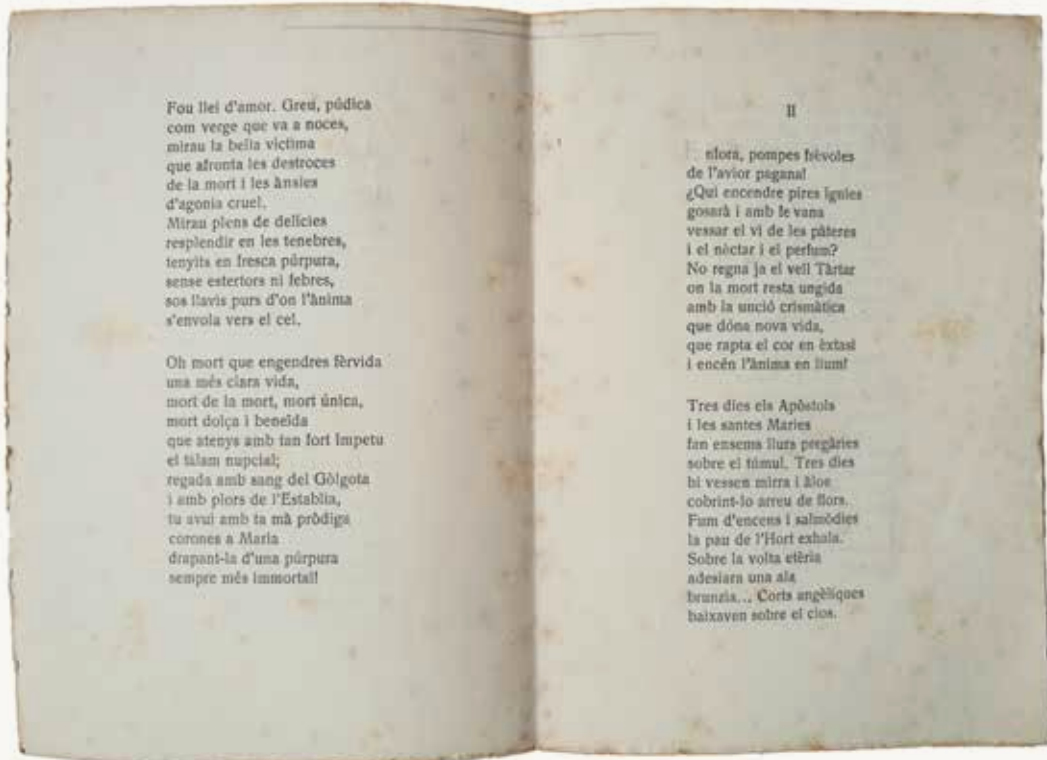 Fou llei d'amor. Greu, púdica
com verge que va a noces,
mirau la bella víctima
que afronta les destroces
de la mort i les ànsies
d'agonia cruel.
Mirau plens de delícies
resplendir en les tenebres,
tenyits en fresca púrpura,
sense estertors ni febres,
sos llavis purs d'on l'ànima
s'envola vers el cel.
Oh mort que engendres fèrvida
una més clara vida,
mort de la mort, mort única,
mort dolça i beneïda
que atenys amb tan fort ímpetu
el tàlam nupcial;
regada amb sang del Gòlgota
i amb plors de l'Establia,
tu avui amb ta mà pròdiga
corones a Maria
drapant-la d'una púrpura
sempre més immortal!
II
nfora, pompes frèvoles
de l'avior pagana!
¿Qui encendre pires ígnies
gosarà i amb fe vana
vessar el vi de les pàteres
i el nèctar i el perfum?
No regna ja el vell Tàrtar
on la mort resta ungida
amb la unció crismàtica
que dóna nova vida,
que rapta el cor en èxtasi
i encén l'ànima en llum!
Tres dies els Apòstols
i les santes Maries
fan ensems llurs pregàries
sobre el túmul. Tres dies
hi vessen mirra i àloe
cobrint-lo arreu de flors.
Fum d'encens i salmòdies
la pau de l'Hort exhala.
Sobre la volta etèria
adesiara una ala
brunzia... Corts angèliques
baixaven sobre el clos.